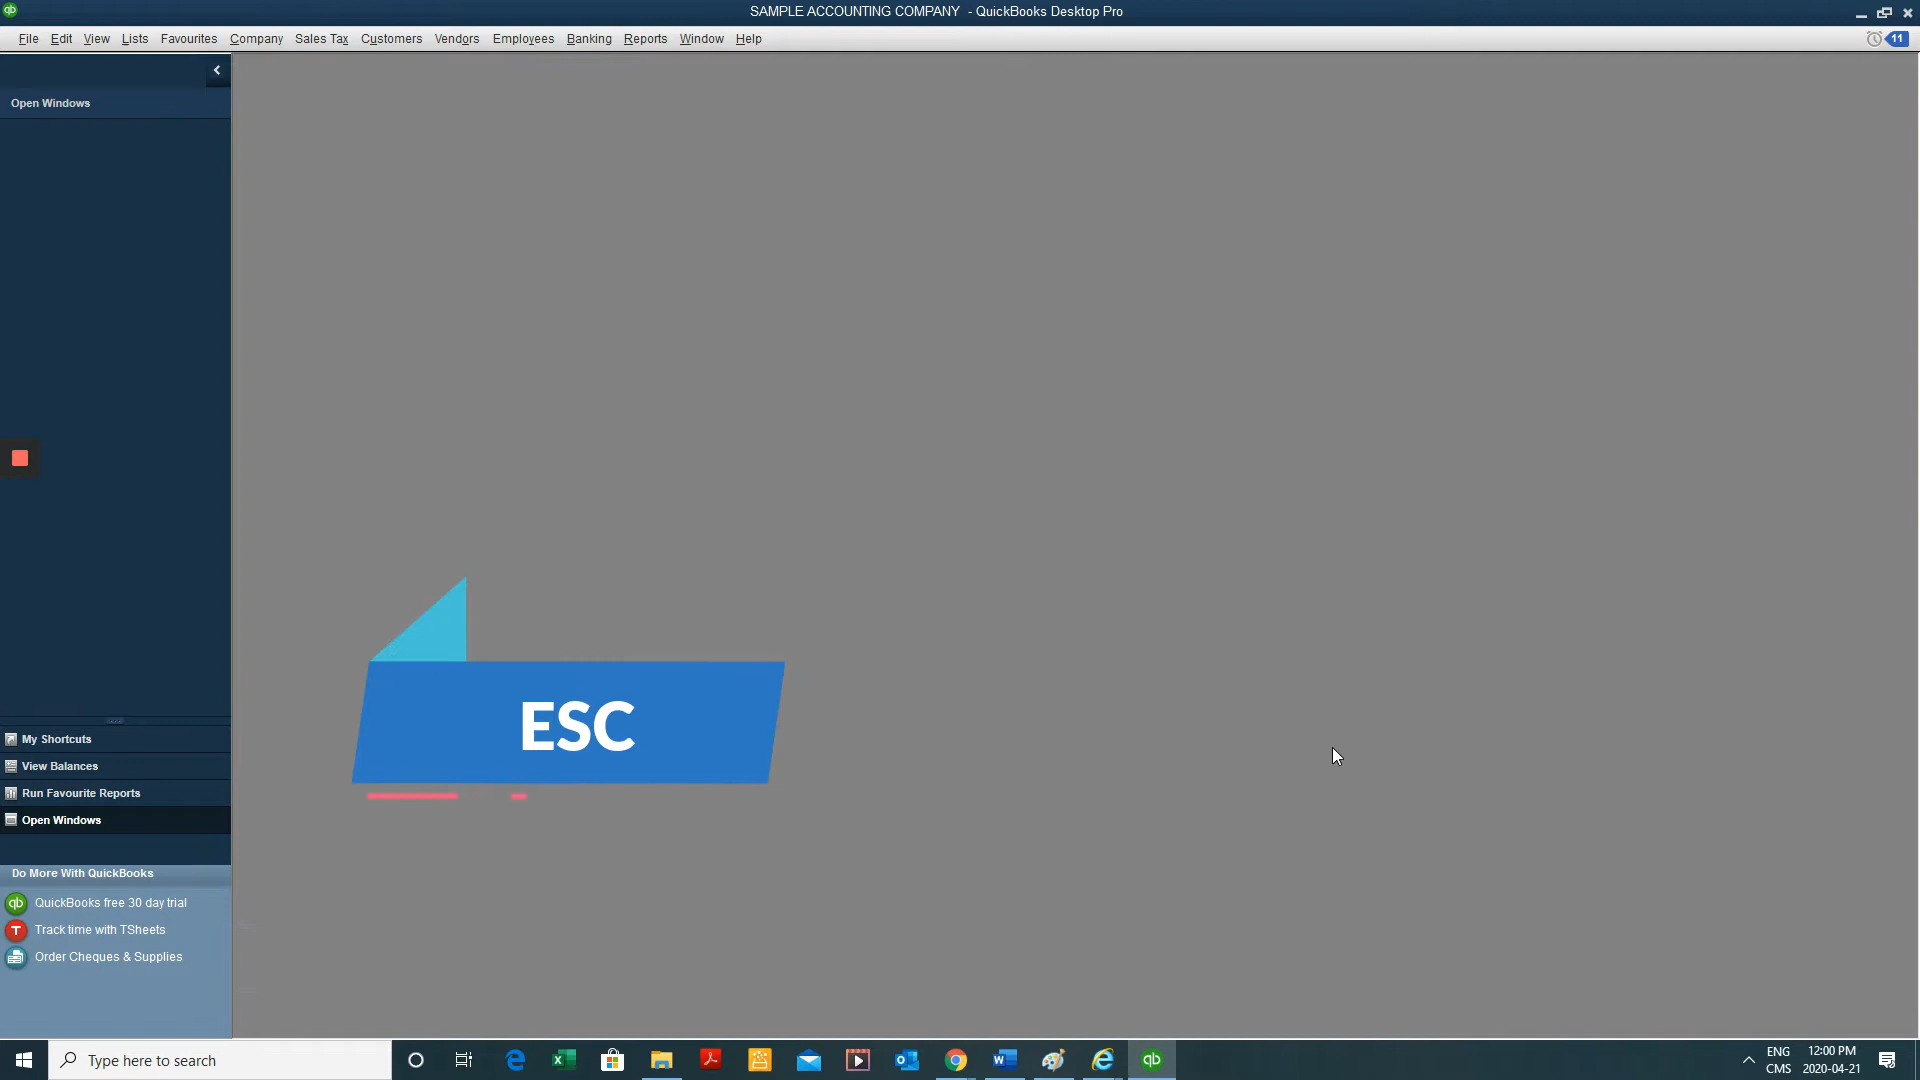 SAMPLE ACCOUNTING COMPANY - QuickBooks Desktop Pro
File Edit View Lists Favourites Company Sales Tax Customers Vendors Employees Banking Reports Window Help
11
Open Windows
ESC
My Shortcuts
View Balances
Run Favourite Reports
Open Windows
Do More With QuickBooks
QuickBooks free 30 day trial
Track time with TSheets
Order Cheques & Supplies
Type here to search
ENG
CMS
12:00 PM
2020-04-21